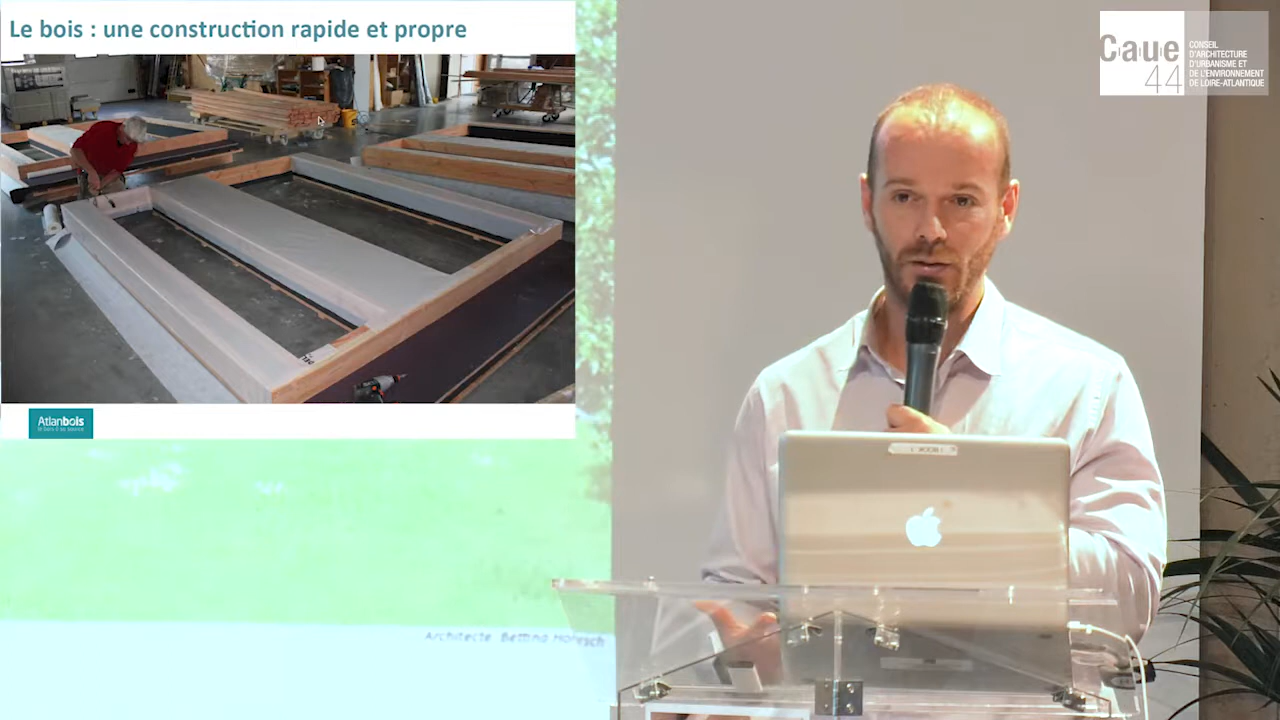 Le bois : une construction rapide et propre
Caue
44
CONSEIL
D'ARCHITECTURE
D'URBANISME ET
DE L'ENVIRONNEMENT
DE LOIRE-ATLANTIQUE
Atlanbois
Architecte Bettina